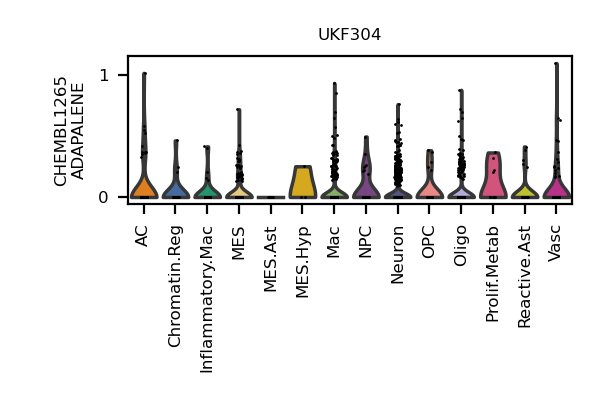 UKF304
CHEMBL1265
ADAPALENE
1
0
AC
Chromatin.Reg
Inflammatory.Mac
MES
MES.Ast
MES.Hyp
Mac
NPC
Neuron
OPC
Oligo
Prolif.Metab
Reactive.Ast
Vasc